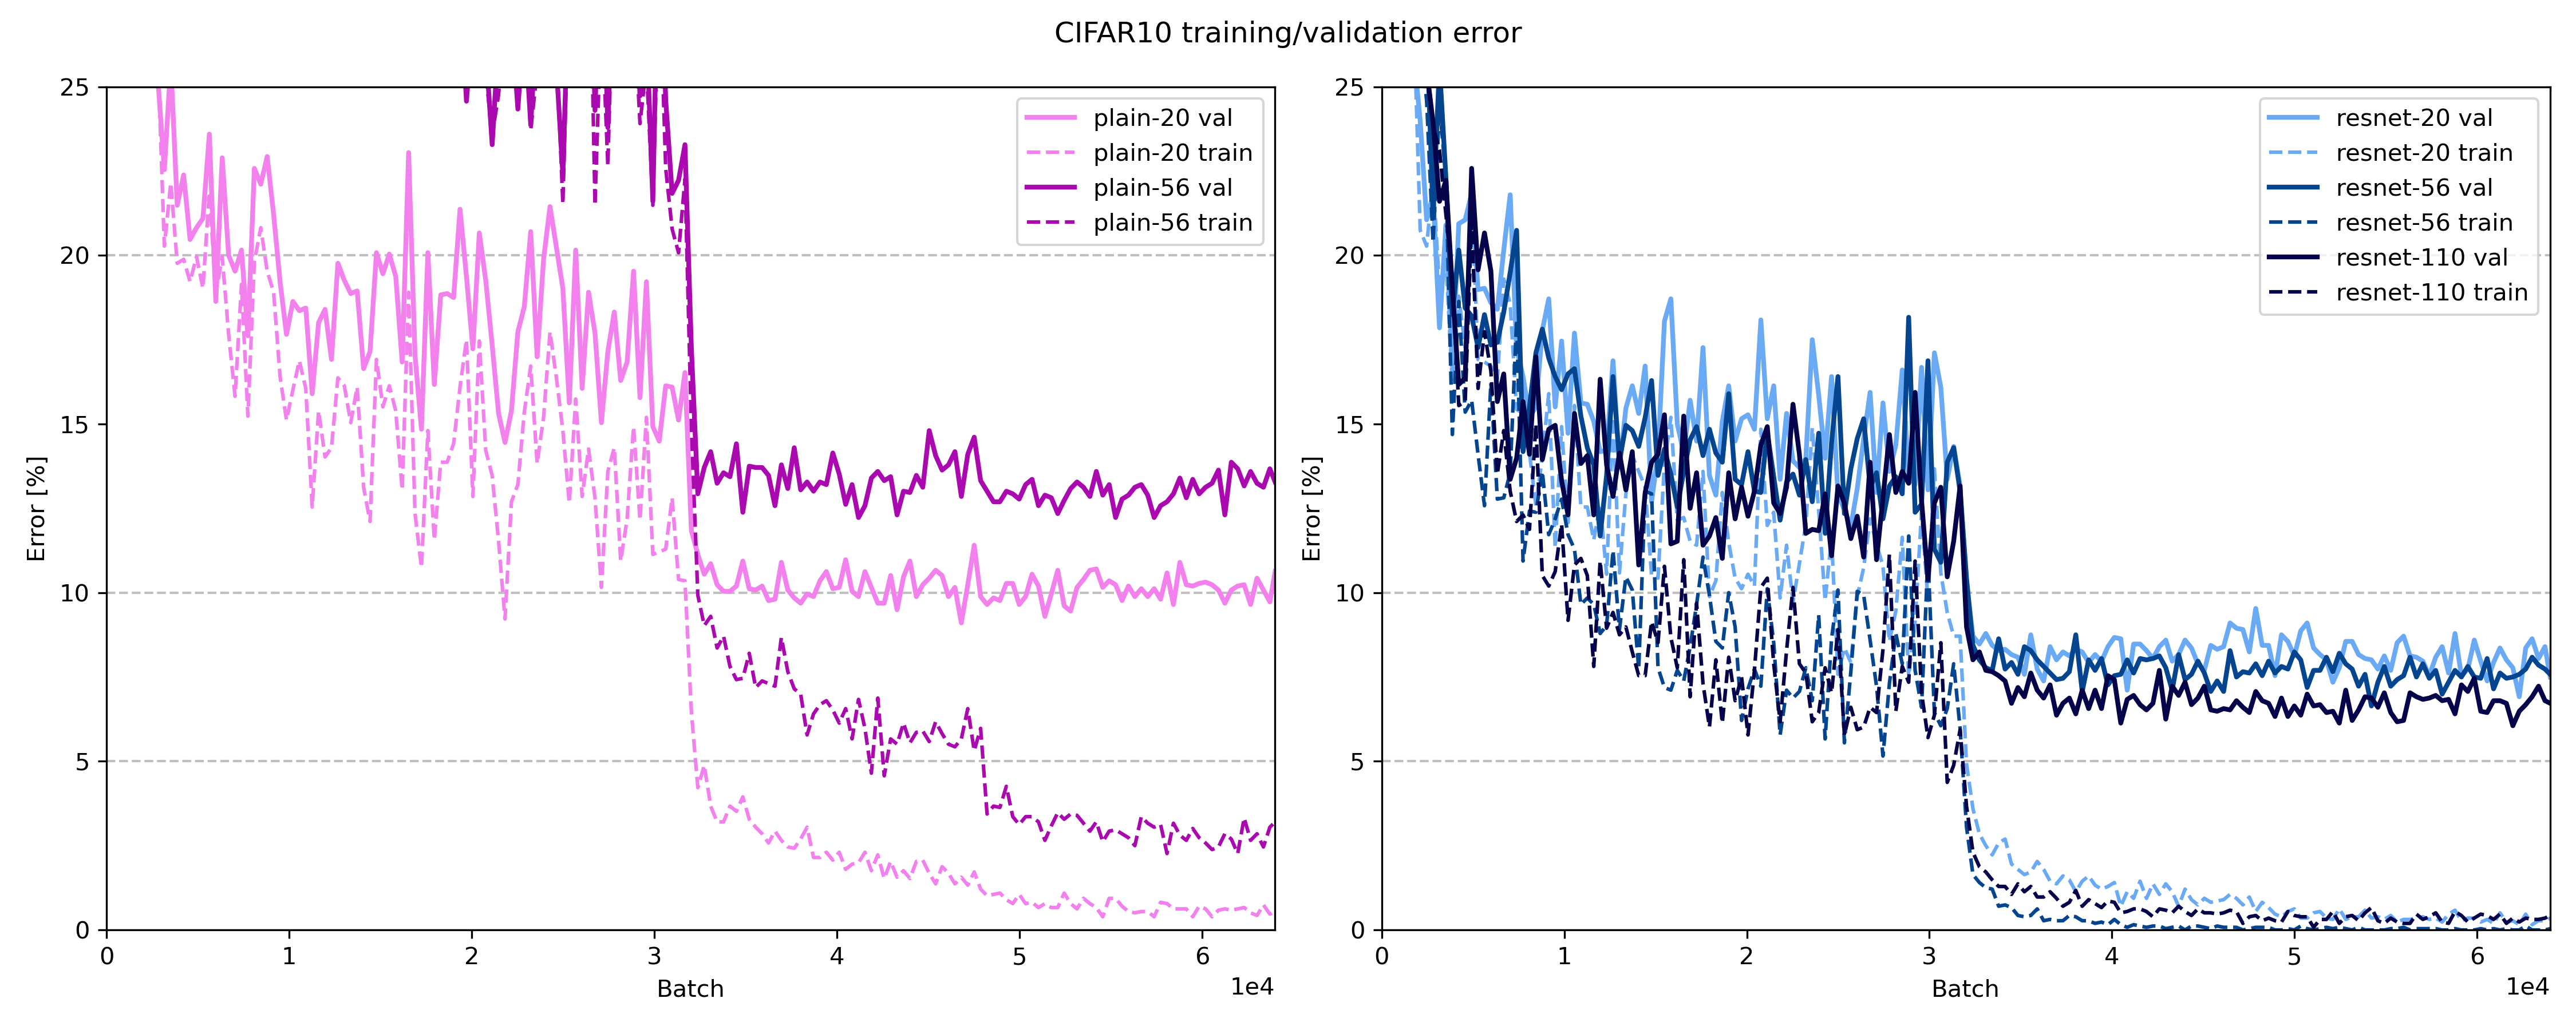 CIFAR10 training/validation error
25
20
15
10
5
0
Error [%]
plain-20 val
plain-20 train
plain-56 val
plain-56 train
0 1 2 3 4 5 6
1e4
Batch
25
20
15
10
5
0
Error [%]
resnet-20 val
resnet-20 train
resnet-56 val
resnet-56 train
resnet-110 val
resnet-110 train
0 1 2 3 4 5 6
1e4
Batch